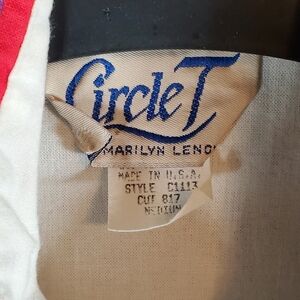 Circle T
MARILYN LENO
MADE IN U.S.A.
STYLE C1113
CUT 817
MEDIUM